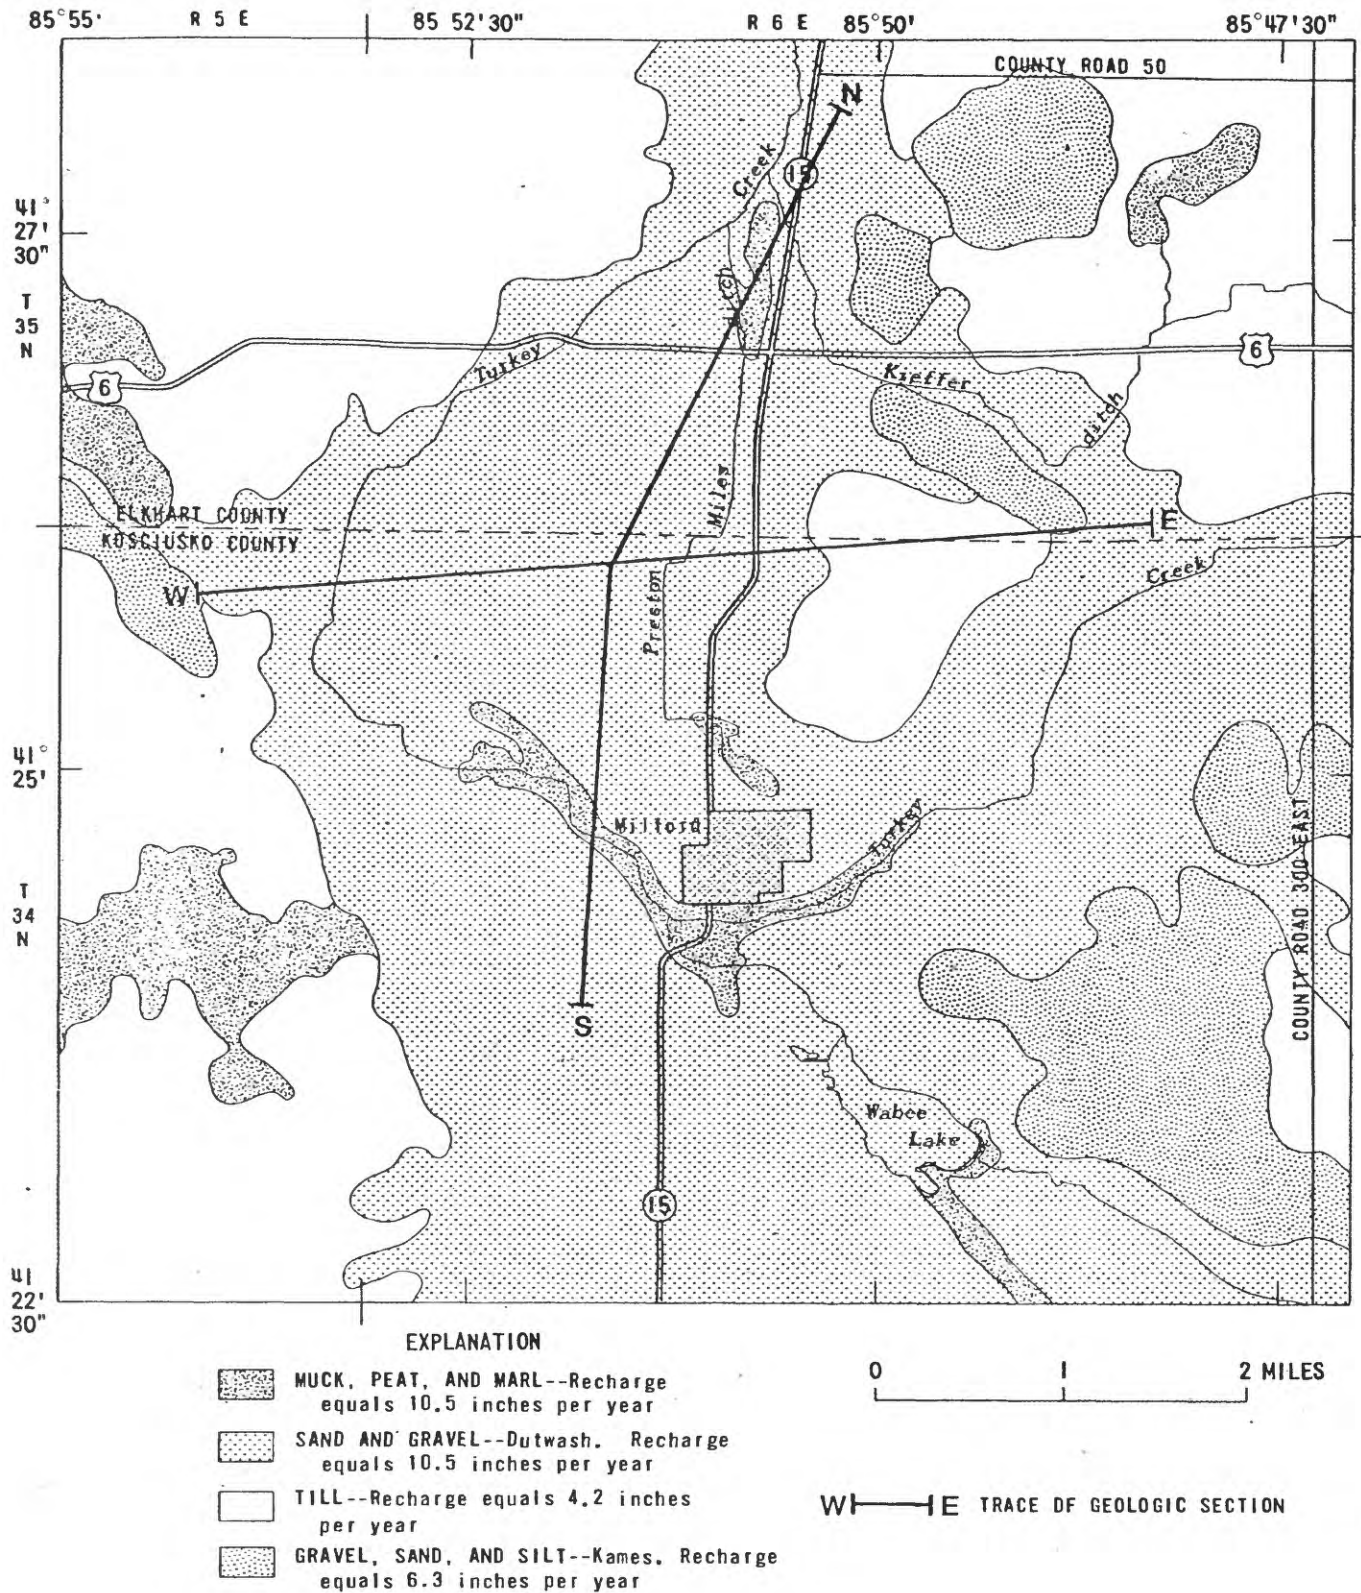 85°55' R 5 E 85 52'30" R 6 E 85°50' 85°47'30"
COUNTY ROAD 50
N
Creek
15
41°
27'
30"
ditch
T
35
N
6
Turkey
6
Kieffer
ditch
Miles
ELKHART COUNTY
KOSCIUSKO COUNTY
E
W
Creek
Preston
41°
25'
Milford
Turkey
COUNTY ROAD 300 EAST
T
34
N
S
Wabee
Lake
15
41
22'
30"
EXPLANATION
MUCK, PEAT, AND MARL--Recharge
equals 10.5 inches per year
SAND AND GRAVEL--Dutwash. Recharge
equals 10.5 inches per year
TILL--Recharge equals 4.2 inches
per year
GRAVEL, SAND, AND SILT--Kames. Recharge
equals 6.3 inches per year
0 1 2 MILES
W E TRACE DF GEOLOGIC SECTION